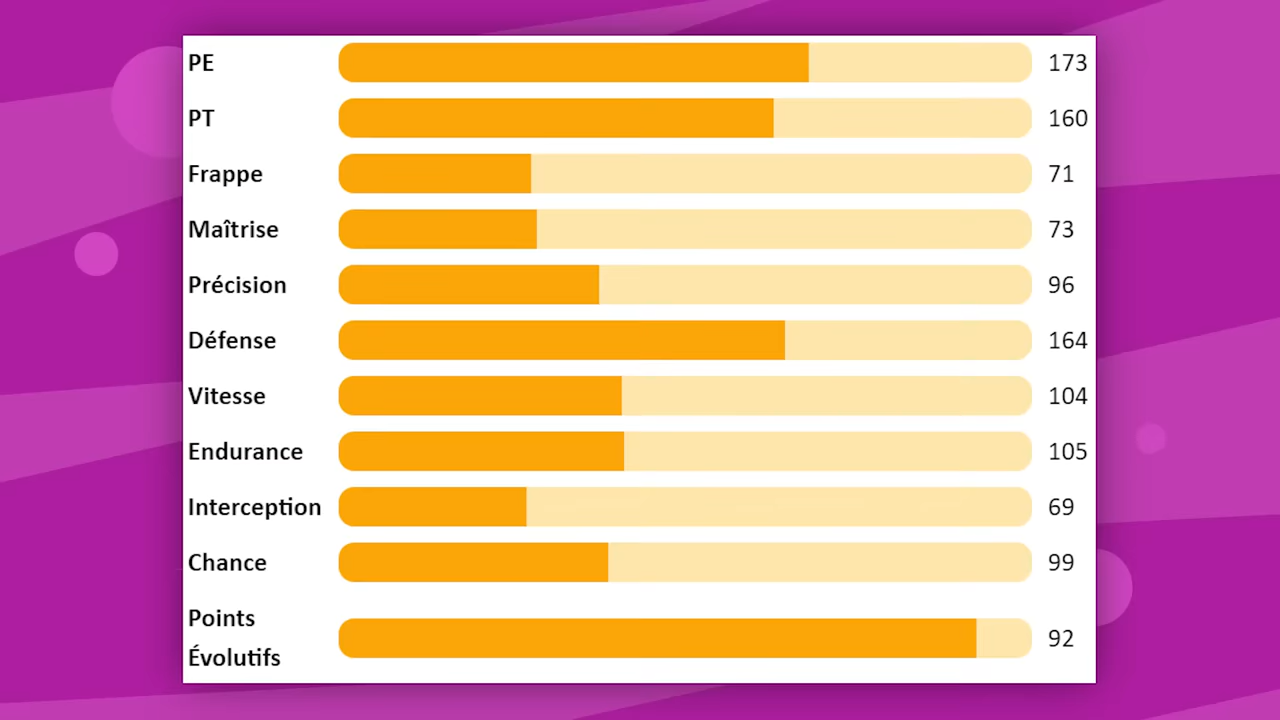 PE 173
PT 160
Frappe 71
Maîtrise 73
Précision 96
Défense 164
Vitesse 104
Endurance 105
Interception 69
Chance 99
Points
Évolutifs 92